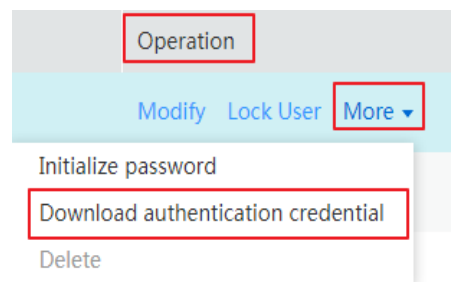 Operation
Modify Lock User More
Initialize password
Download authentication credential
Delete